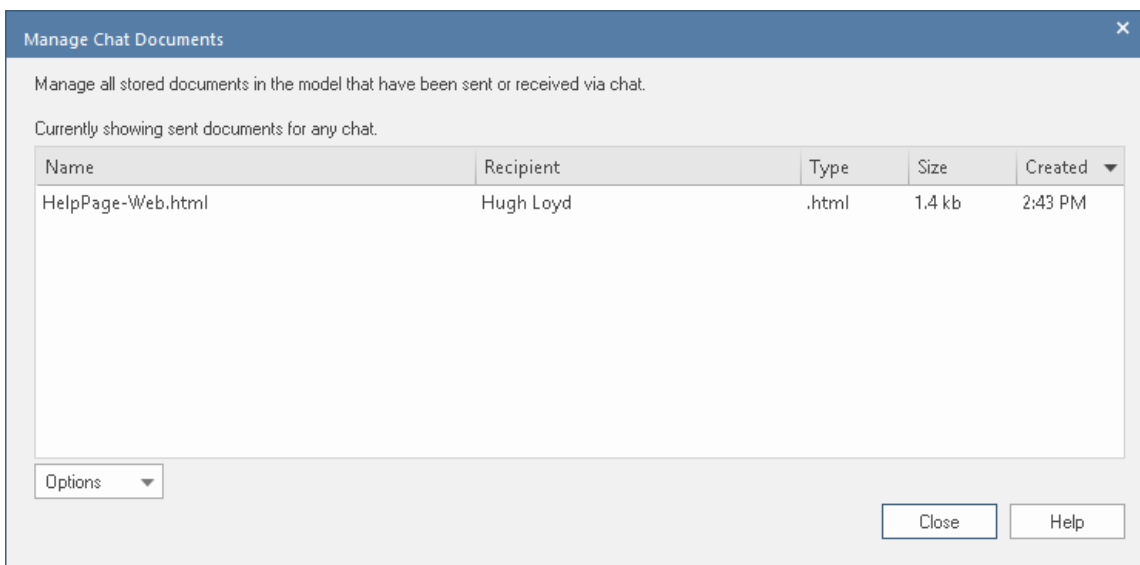 Manage Chat Documents
Manage all stored documents in the model that have been sent or received via chat.
Currently showing sent documents for any chat.
Name Recipient Type Size Created
HelpPage-Web.html Hugh Loyd .html 1.4 kb 2:43 PM
Options
Close Help